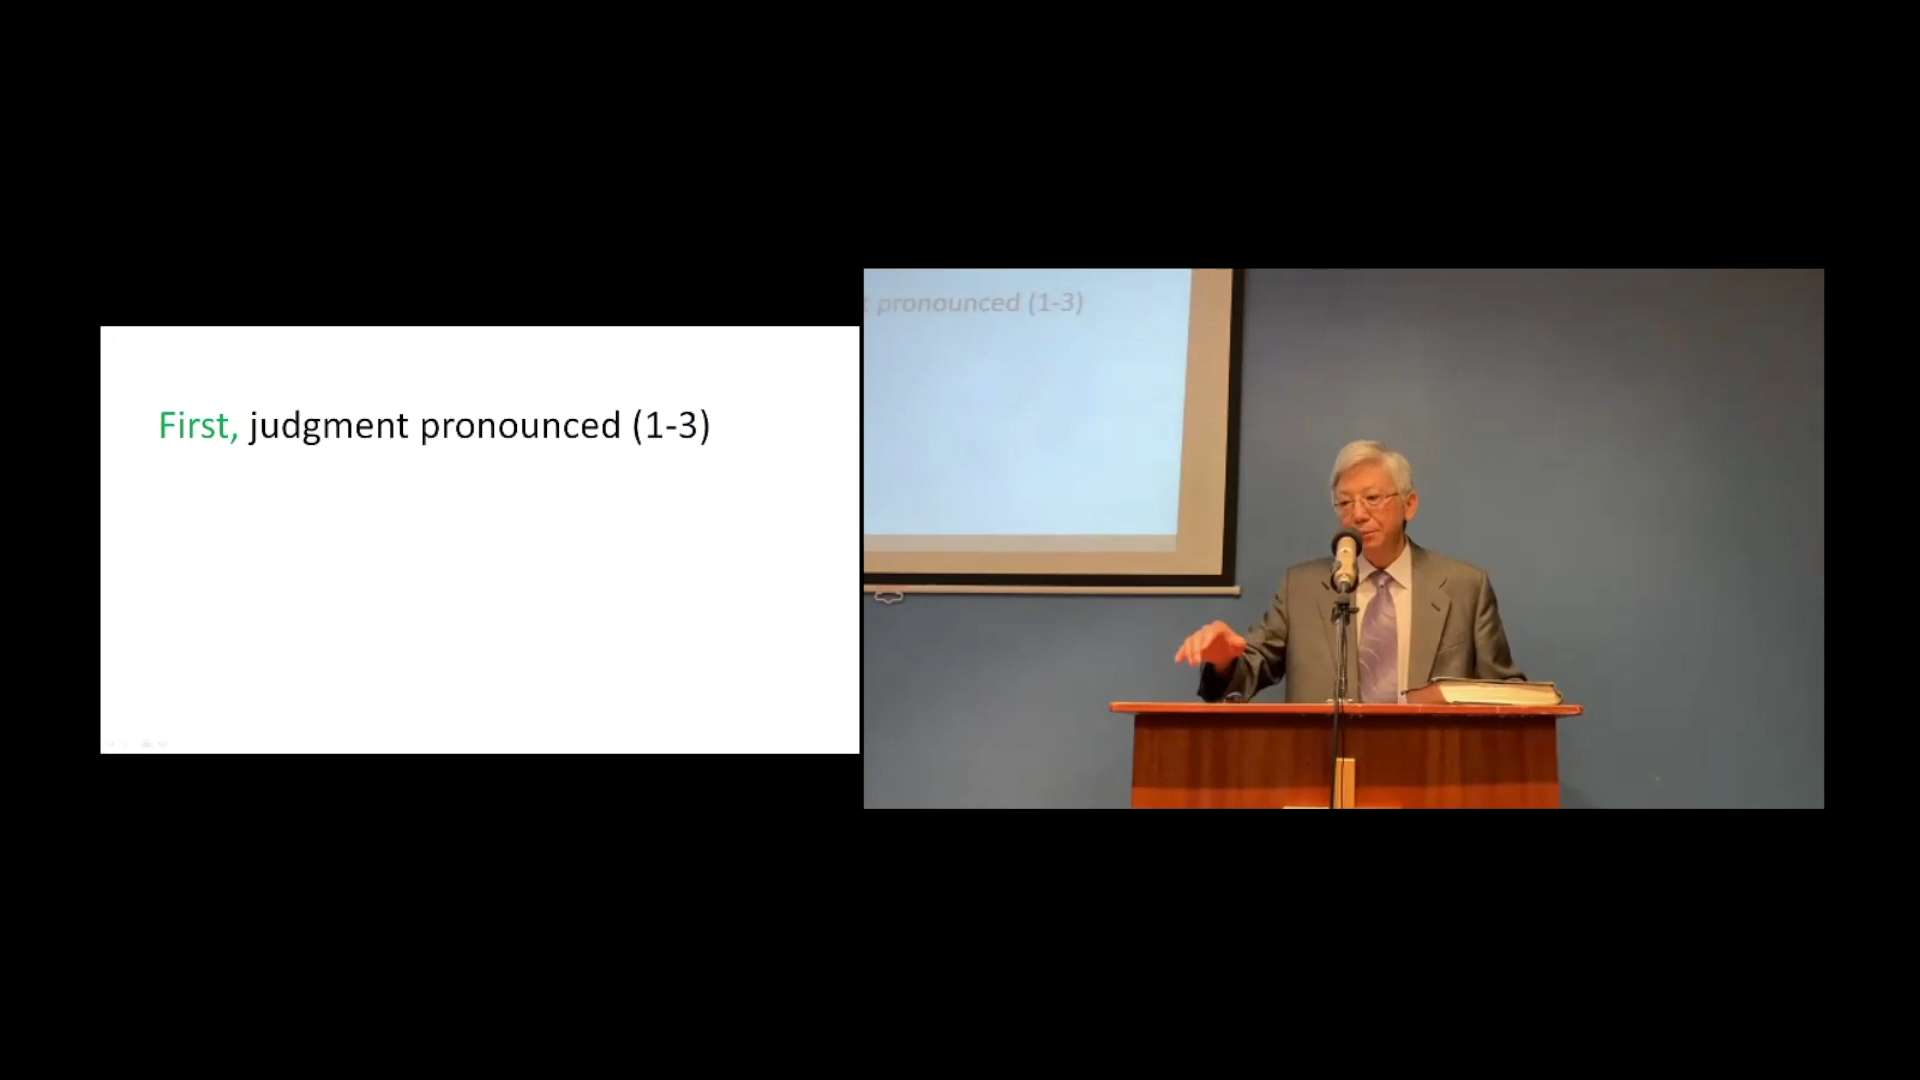 First, judgment pronounced (1-3)
pronounced (1-3)